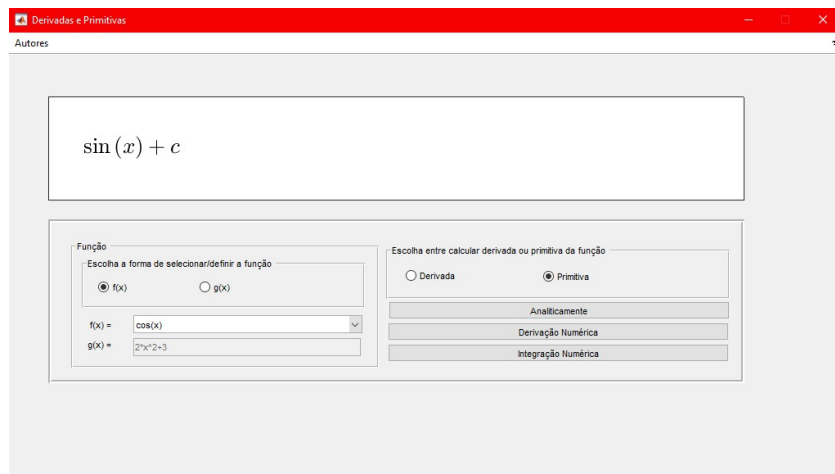 Derivadas e Primitivas
Autores
sin (x) + c
Função
Escolha a forma de selecionar/definir a função
f(x)
g(x)
f(x) =
cos(x)
g(x) =
2*x^2+3
Escolha entre calcular derivada ou primitiva da função
Derivada
Primitiva
Analiticamente
Derivação Numérica
Integração Numérica